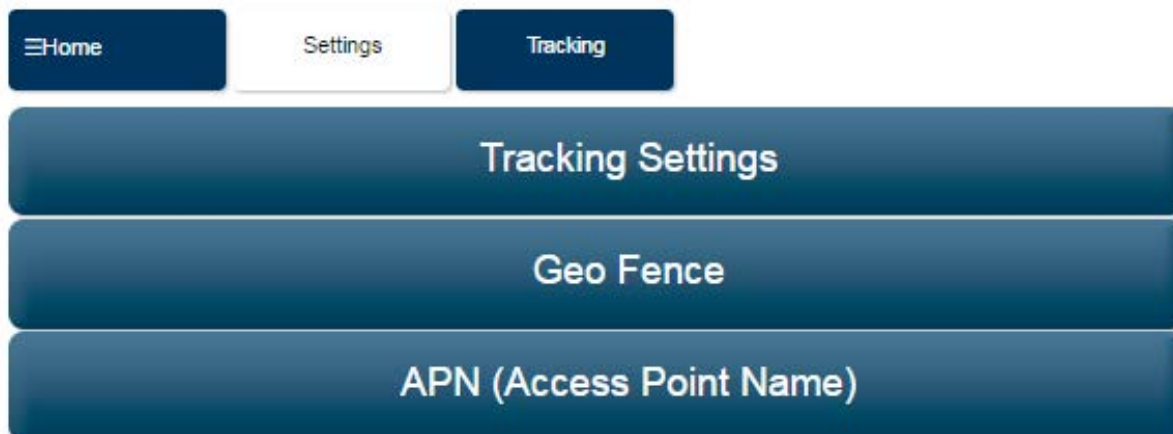 ☰Home
Settings
Tracking
Tracking Settings
Geo Fence
APN (Access Point Name)